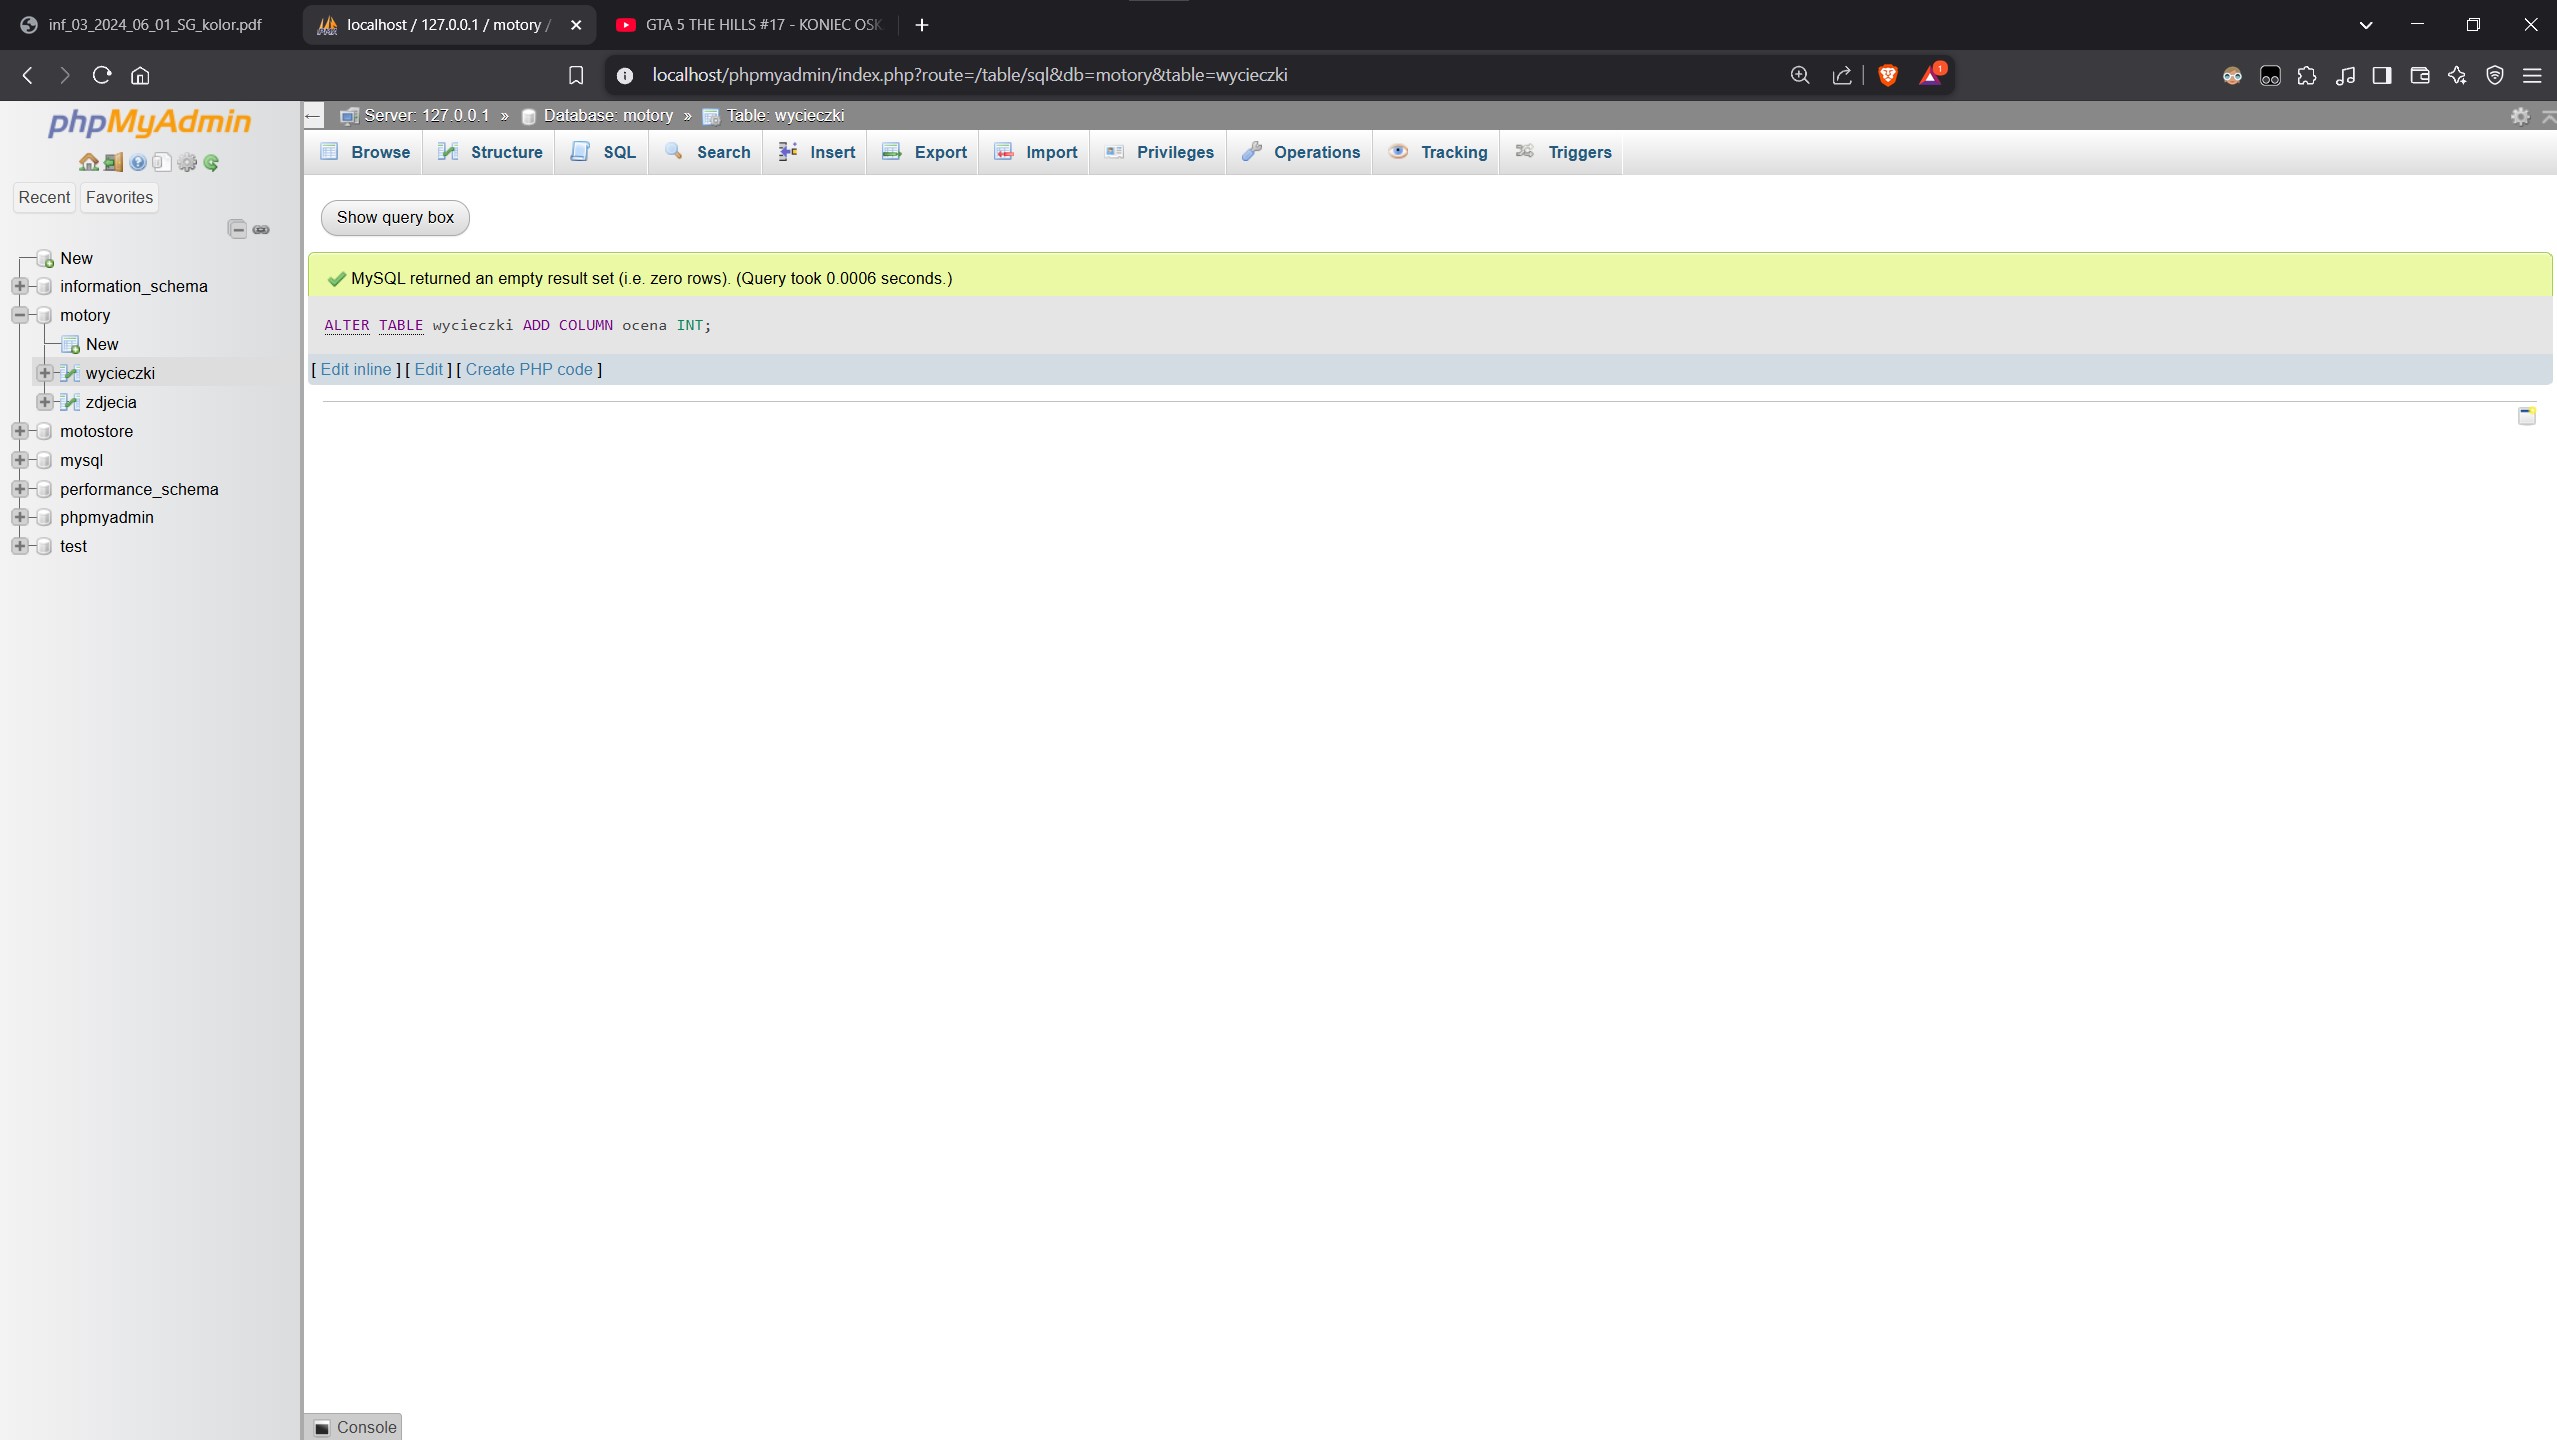 inf_03_2024_06_01_SG_kolor.pdf
localhost / 127.0.0.1 / motory /
GTA 5 THE HILLS #17 - KONIEC OSK
localhost/phpmyadmin/index.php?route=/table/sql&db=motory&table=wycieczki
1
phpMyAdmin
Server: 127.0.0.1 » Database: motory » Table: wycieczki
Browse Structure SQL Search Insert Export Import Privileges Operations Tracking Triggers
Recent Favorites
Show query box
New
information_schema
motory
New
wycieczki
zdjecia
motostore
mysql
performance_schema
phpmyadmin
test
MySQL returned an empty result set (i.e. zero rows). (Query took 0.0006 seconds.)
ALTER TABLE wycieczki ADD COLUMN ocena INT;
[ Edit inline ] [ Edit ] [ Create PHP code ]
Console